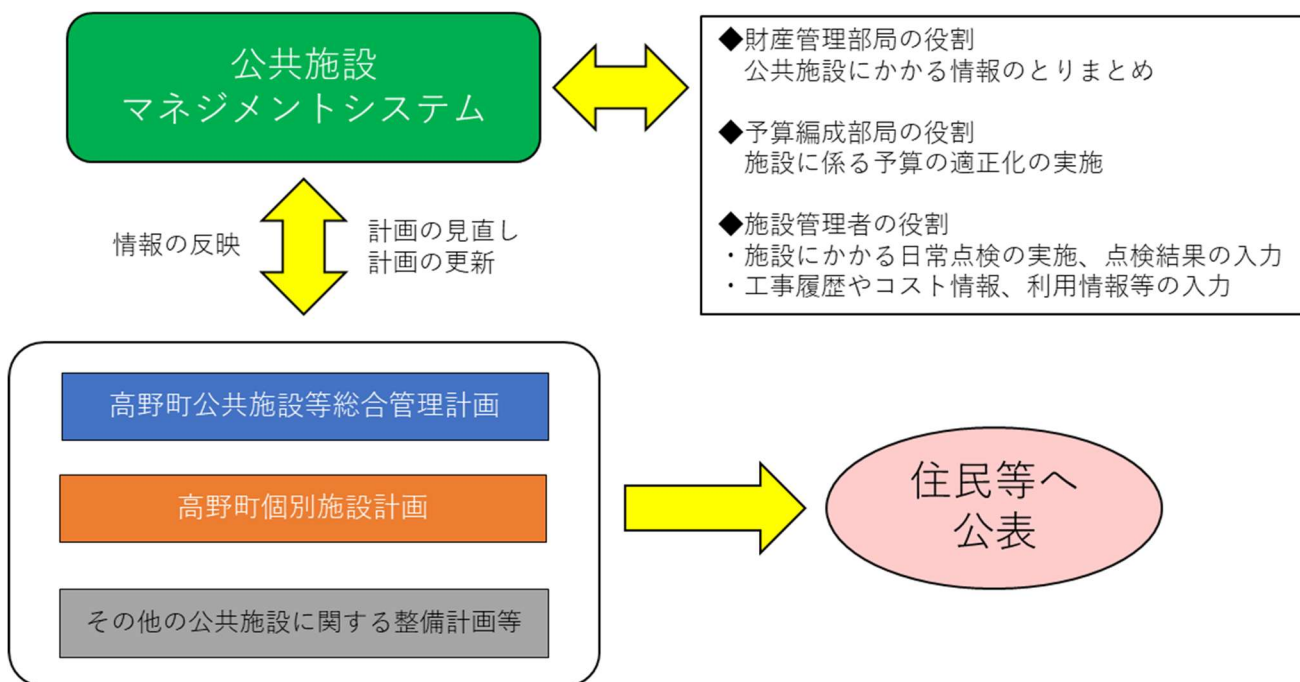 公共施設
マネジメントシステム
◆財産管理部局の役割
公共施設にかかる情報のとりまとめ
◆予算編成部局の役割
施設に係る予算の適正化の実施
◆施設管理者の役割
・施設にかかる日常点検の実施、点検結果の入力
・工事履歴やコスト情報、利用情報等の入力
情報の反映
計画の見直し
計画の更新
高野町公共施設等総合管理計画
高野町個別施設計画
その他の公共施設に関する整備計画等
住民等へ
公表